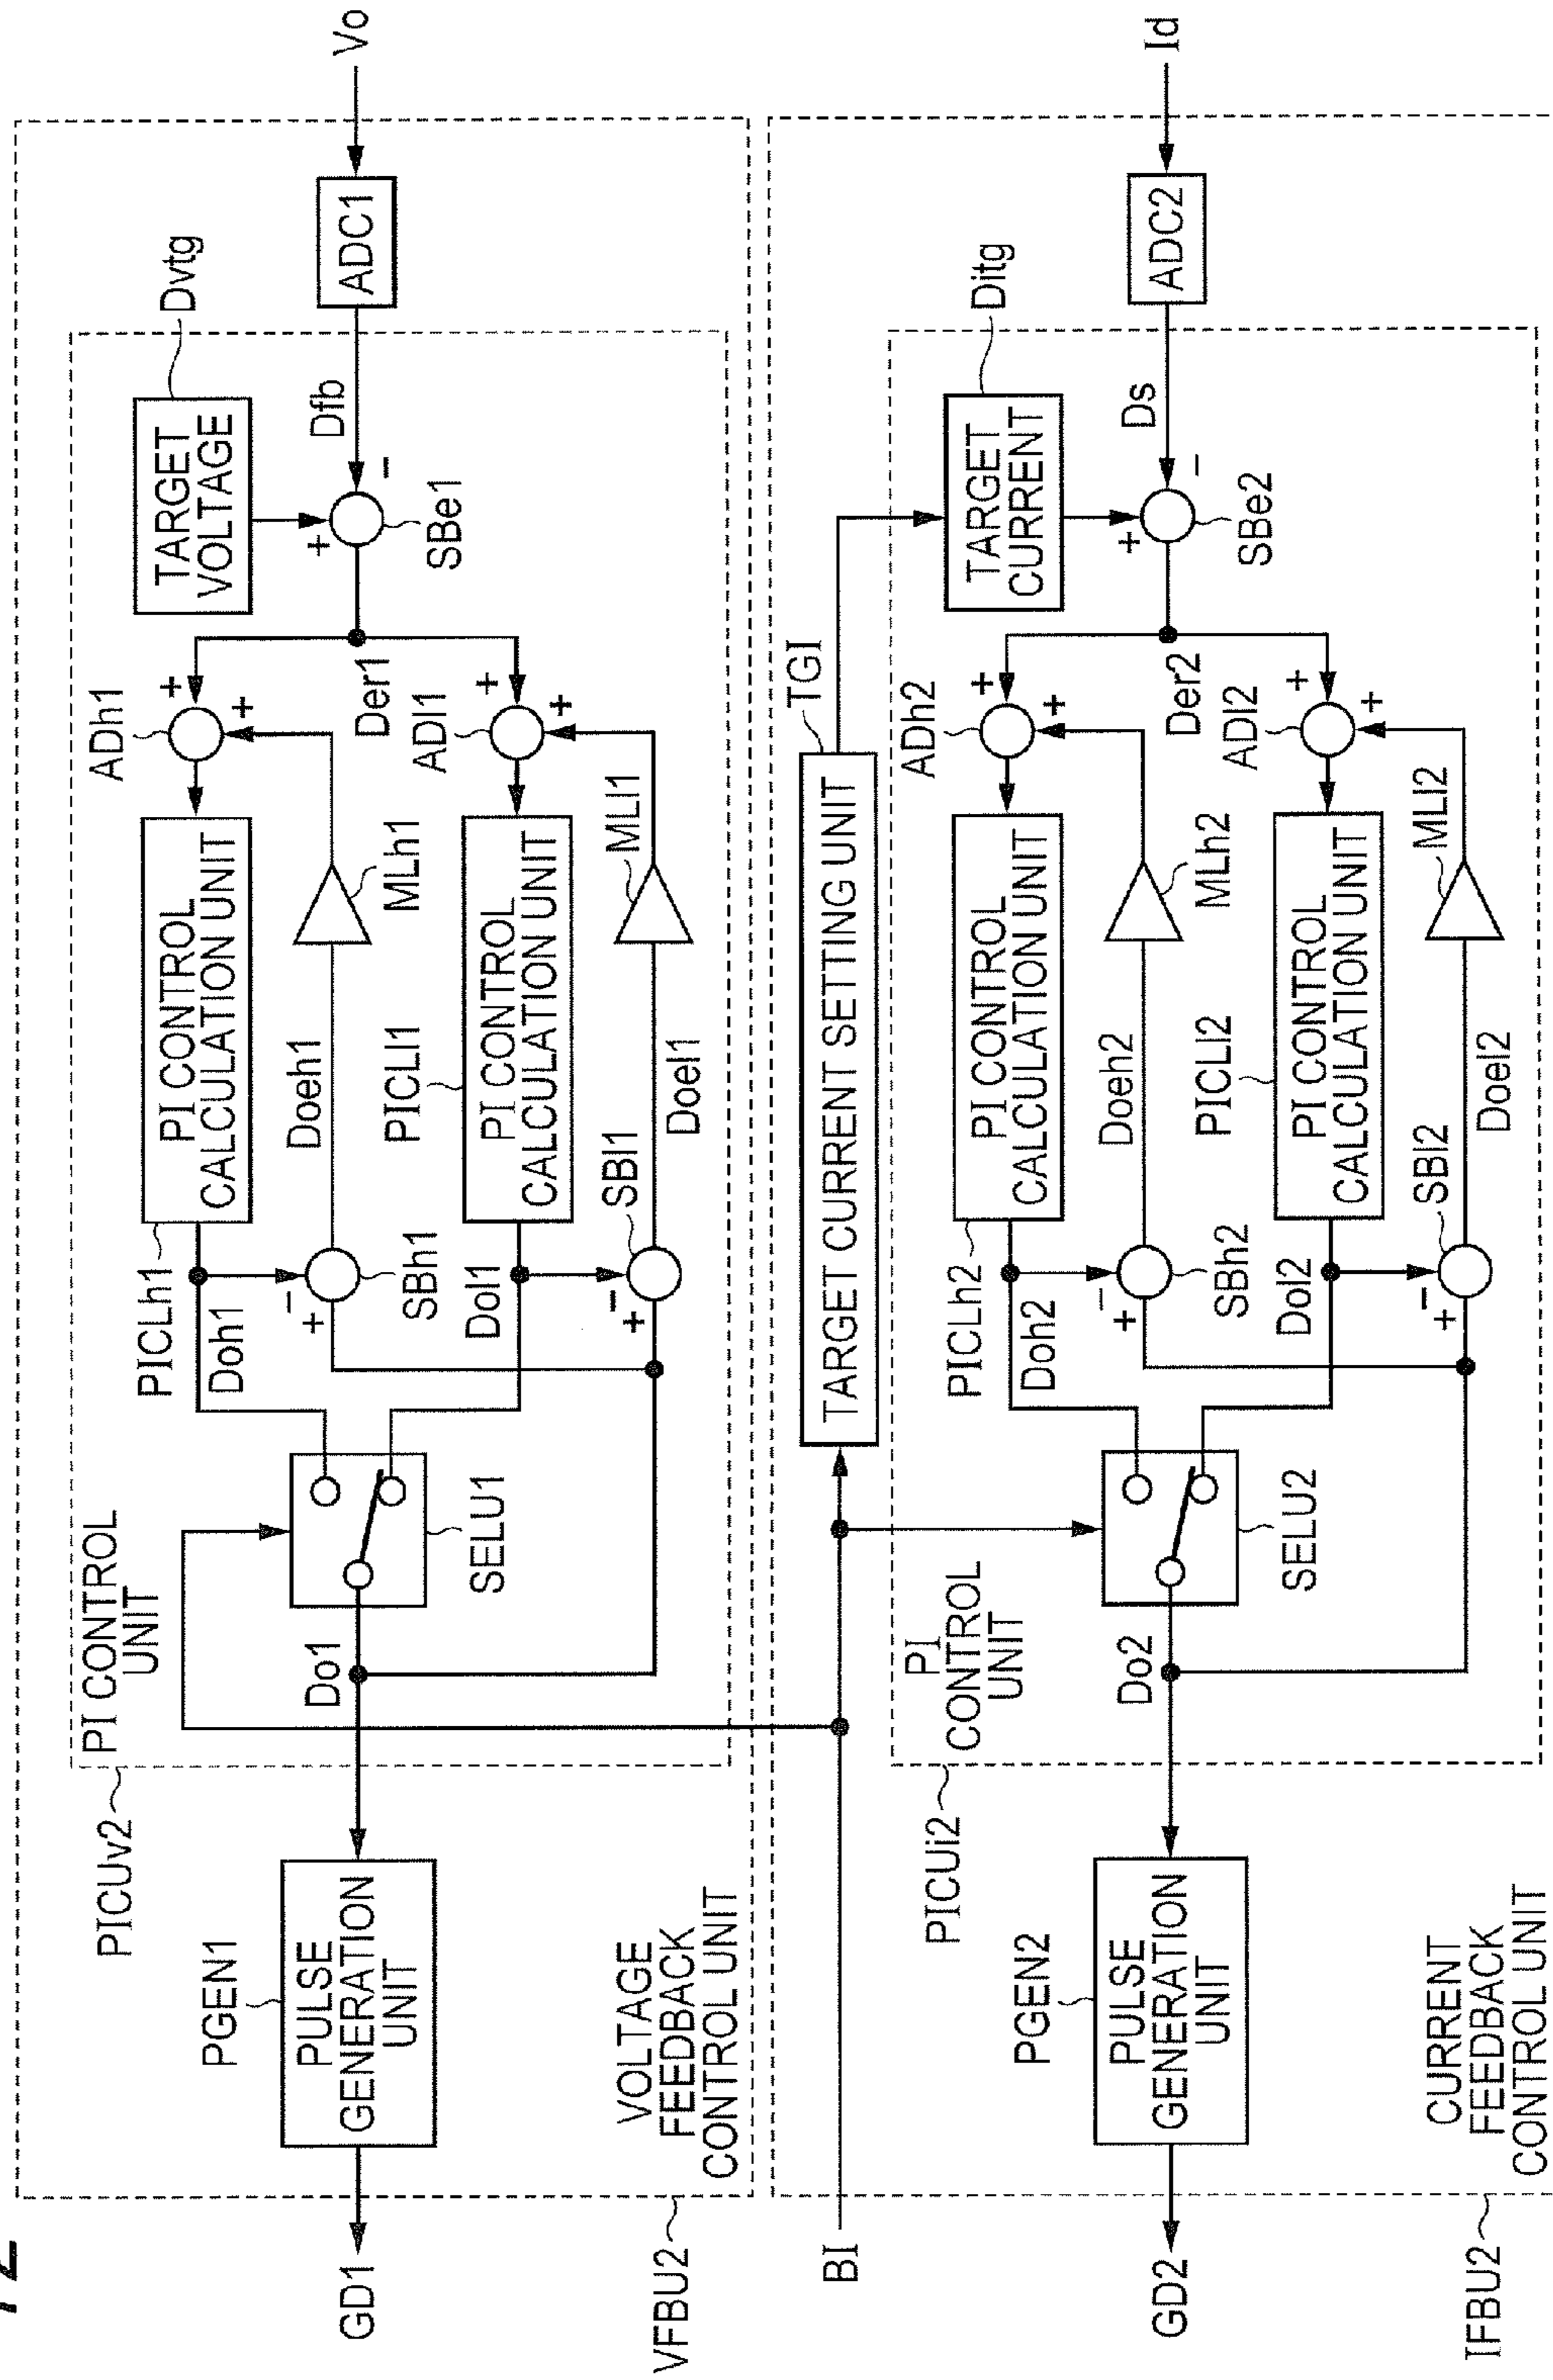 12
Vo
ADC1
Dvtg
TARGET
VOLTAGE
Dfb
−
+
SBe1
Der1
ADh1
+
+
ADl1
+
+
PI CONTROL
CALCULATION UNIT
MLh1
Doeh1
PICLl1
PI CONTROL
CALCULATION UNIT
MLl1
Doel1
PICLh1
Doh1
−
+
SBh1
Dol1
−
+
SBl1
SELU1
PI CONTROL
UNIT
Do1
PICUv2
PGEN1
PULSE
GENERATION
UNIT
VOLTAGE
FEEDBACK
CONTROL UNIT
GD1
VFBU2
BI
TARGET CURRENT SETTING UNIT
TGI
Id
ADC2
Ditg
TARGET
CURRENT
Ds
−
+
SBe2
Der2
ADh2
+
+
ADl2
+
+
PI CONTROL
CALCULATION UNIT
MLh2
Doeh2
PICLl2
PI CONTROL
CALCULATION UNIT
MLl2
Doel2
PICLh2
Doh2
−
+
SBh2
Dol2
−
+
SBl2
SELU2
PI
CONTROL
UNIT
Do2
PICUi2
PGEN2
PULSE
GENERATION
UNIT
CURRENT
FEEDBACK
CONTROL UNIT
GD2
IFBU2